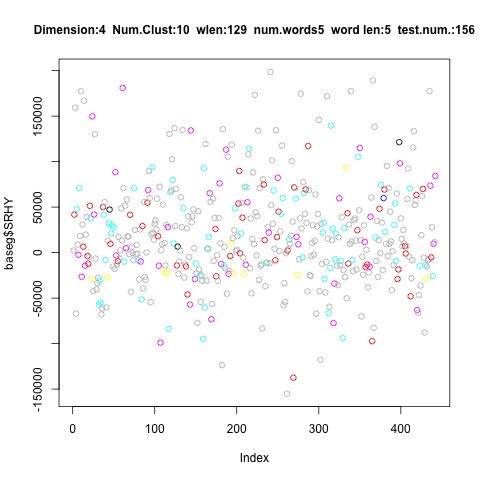 Dimension:4 Num.Clust:10 wlen:129 num.words5 word len:5 test.num.:156
baseg$SRHY
150000
50000
0
-50000
-150000
0 100 200 300 400
Index